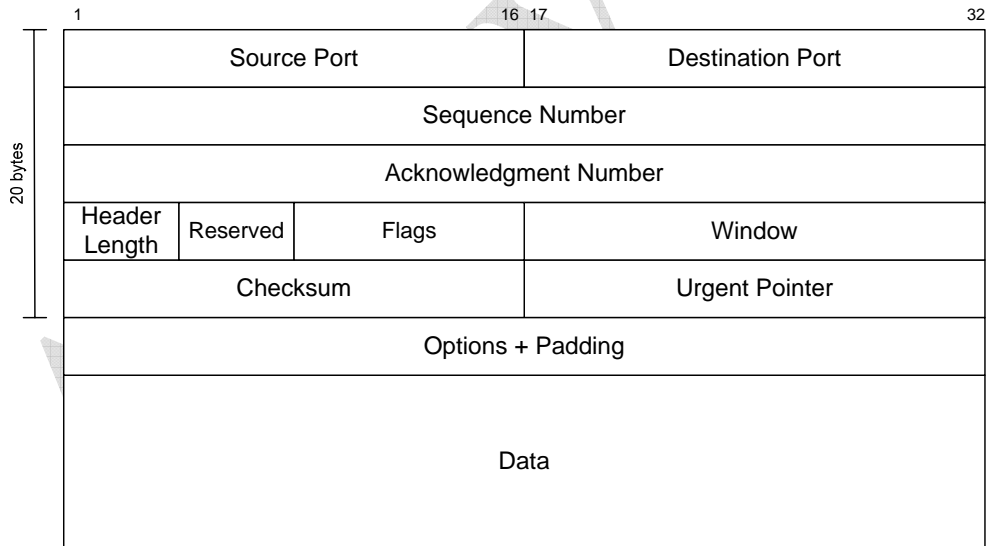 1 16 17 32
Source Port Destination Port
Sequence Number
20 bytes
Acknowledgment Number
Header
Length Reserved Flags Window
Checksum Urgent Pointer
Options + Padding
Data